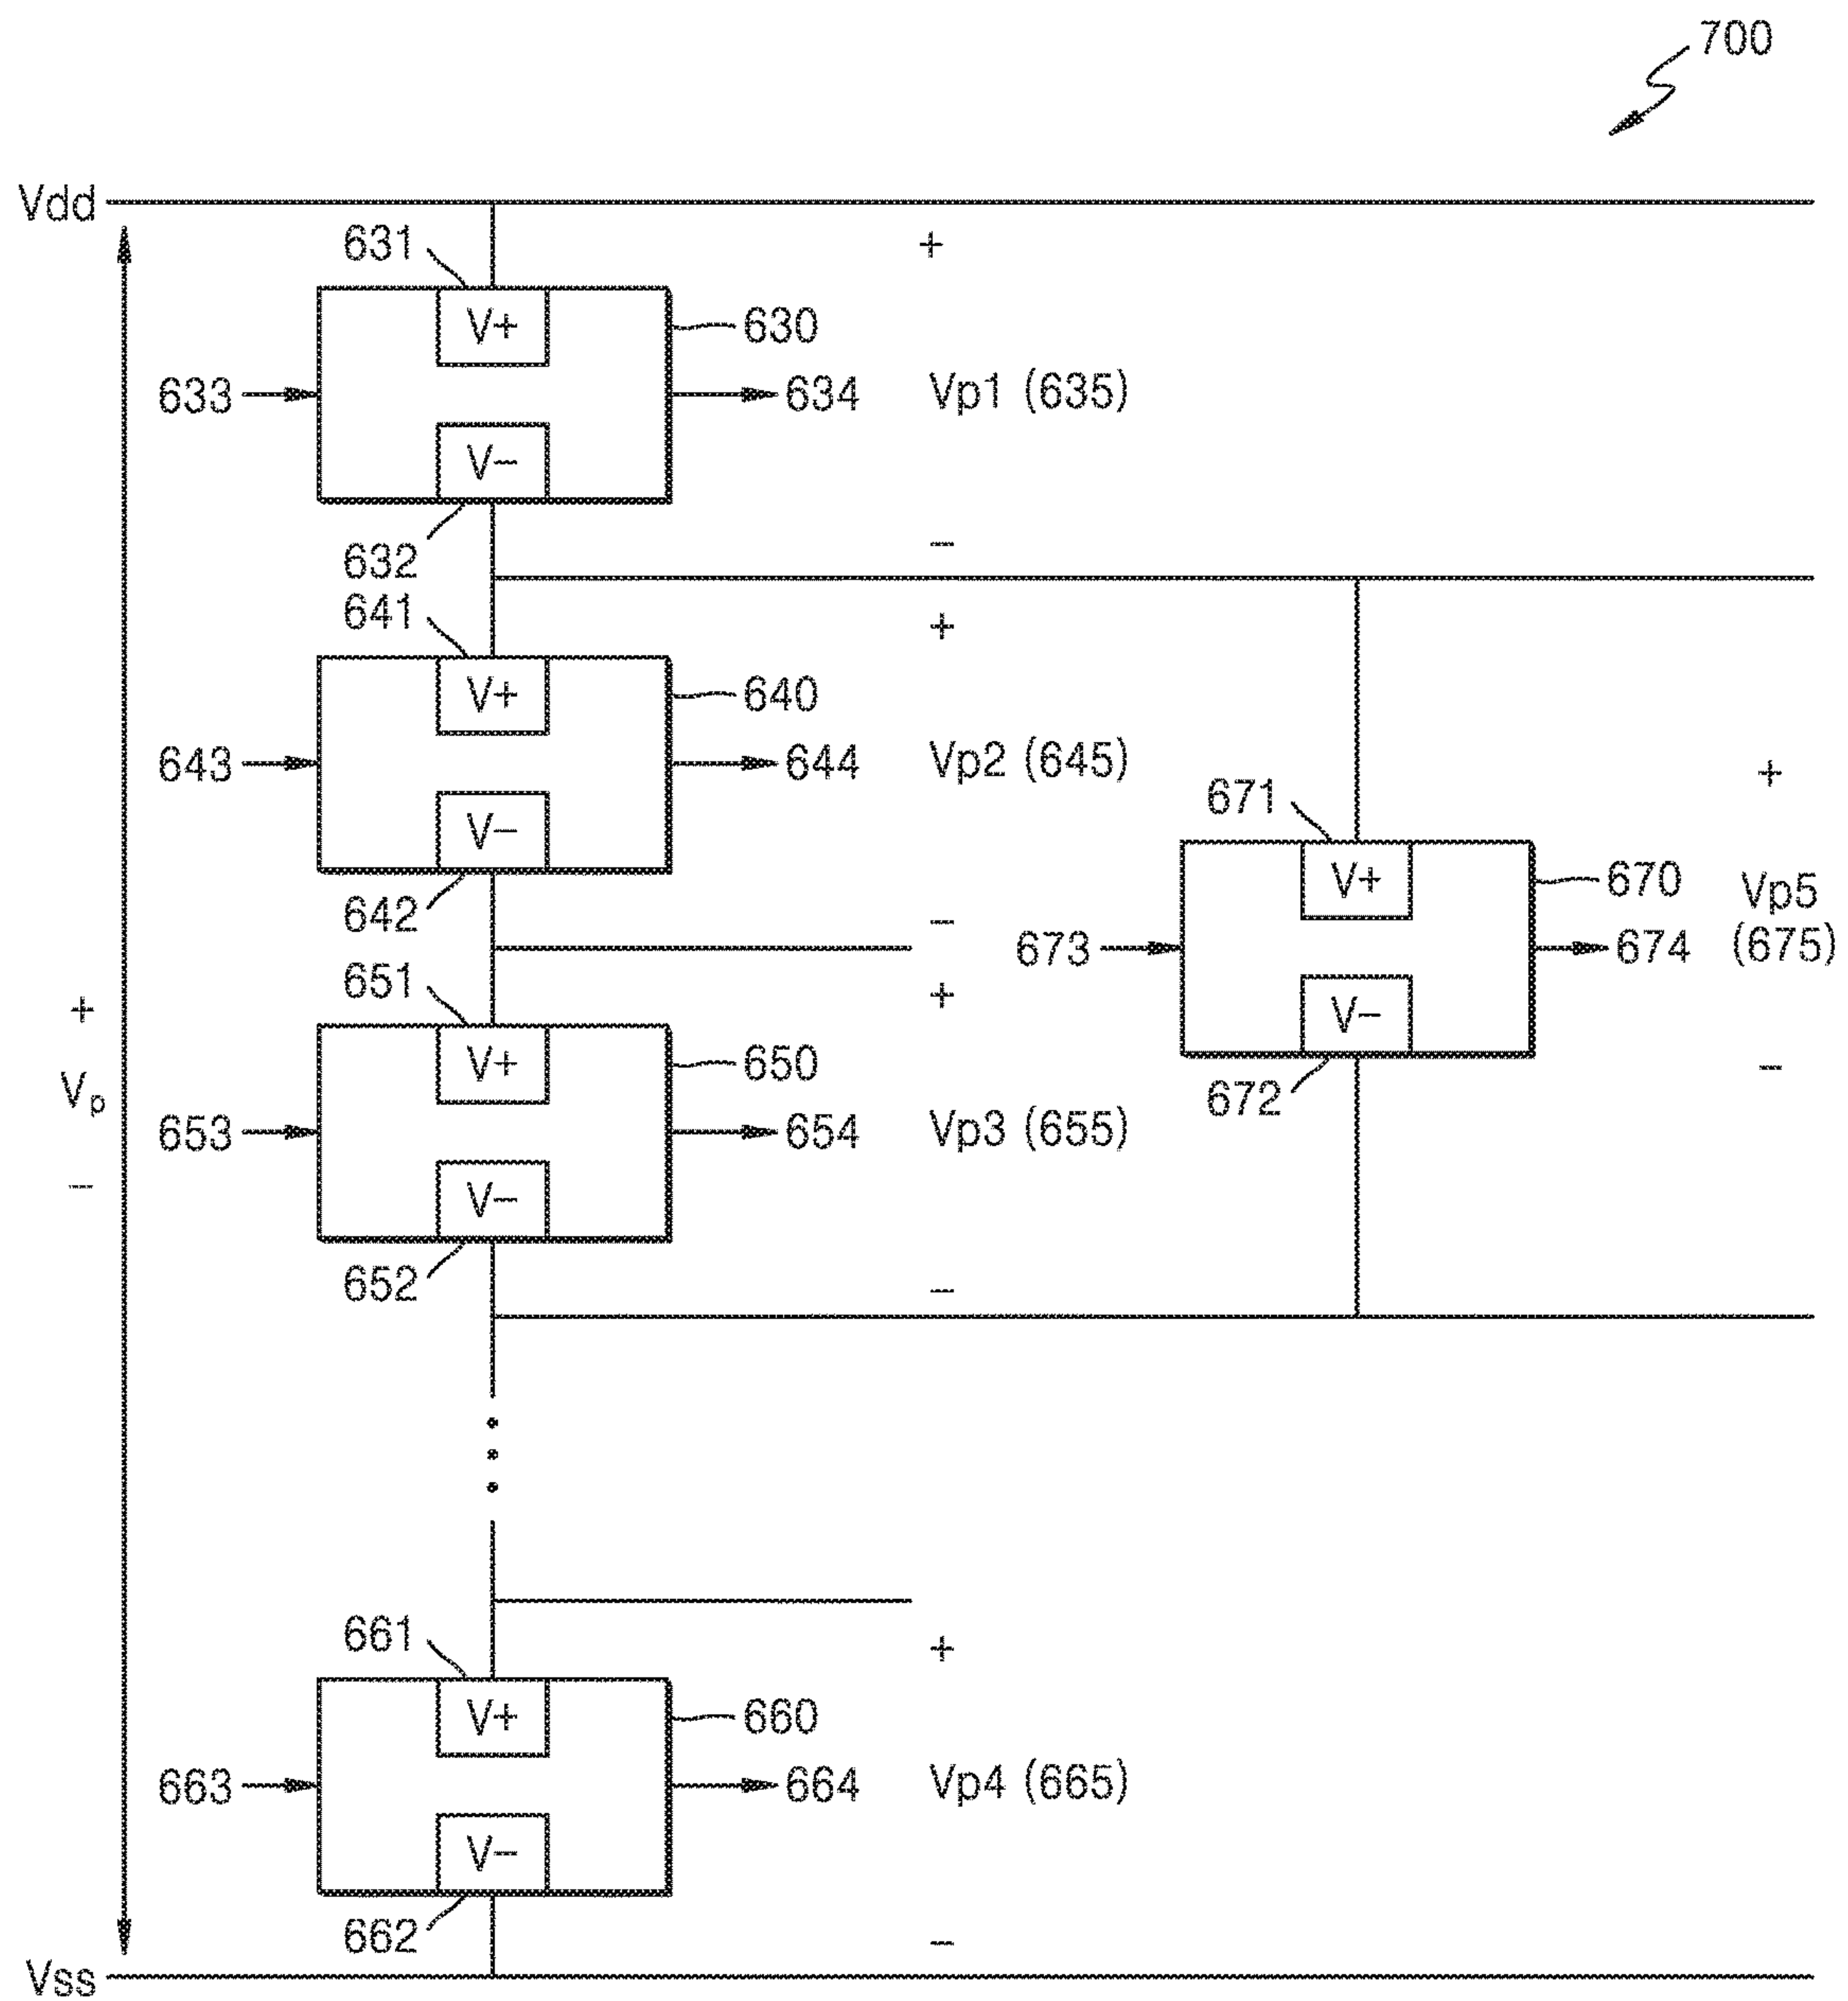 700
Vdd
631
+
V+
630
633
634
Vp1 (635)
V-
632
-
641
+
V+
640
643
644
Vp2 (645)
+
671
V-
V+
670
Vp5
642
-
673
674
(675)
651
+
+
V-
V+
650
672
-
Vp
653
654
Vp3 (655)
-
V-
652
-
661
+
V+
660
663
664
Vp4 (665)
V-
662
-
Vss